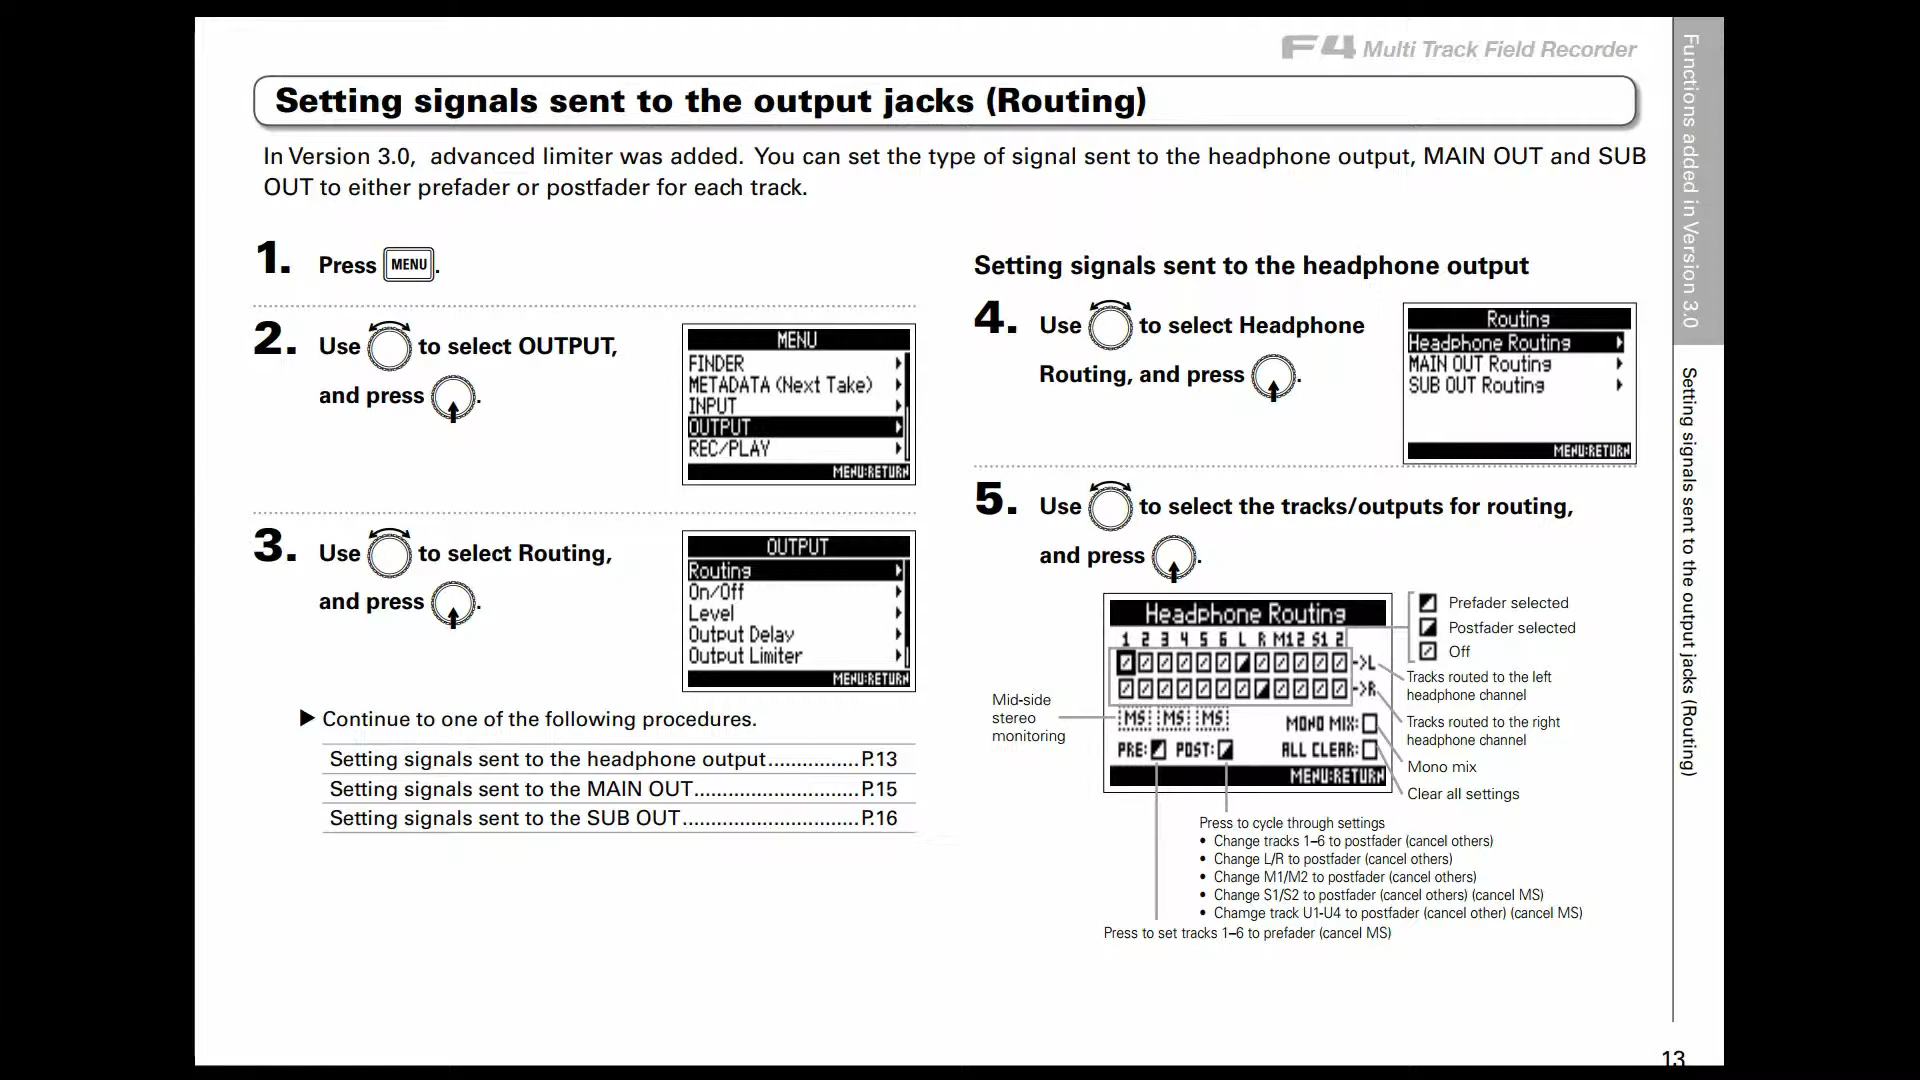 F4 Multi Track Field Recorder
Setting signals sent to the output jacks (Routing)
In Version 3.0, advanced limiter was added. You can set the type of signal sent to the headphone output, MAIN OUT and SUB
OUT to either prefader or postfader for each track.
1. Press MENU.
2. Use to select OUTPUT,
and press .
MENU
FINDER
METADATA (Next Take)
INPUT
OUTPUT
REC/PLAY
MENU:RETURN
3. Use to select Routing,
and press .
OUTPUT
Routing
On/Off
Level
Output Delay
Output Limiter
MENU:RETURN
▶ Continue to one of the following procedures.
Setting signals sent to the headphone output................P.13
Setting signals sent to the MAIN OUT.............................P.15
Setting signals sent to the SUB OUT...............................P.16
Setting signals sent to the headphone output
4. Use to select Headphone
Routing, and press .
Routing
Headphone Routing
MAIN OUT Routing
SUB OUT Routing
MENU:RETURN
5. Use to select the tracks/outputs for routing,
and press .
Headphone Routing
1 2 3 4 5 6 L R M1 2 S1 2
->L
->R
MS MS MS MONO MIX:
PRE: POST: ALL CLEAR:
MENU:RETURN
Mid-side
stereo
monitoring
Prefader selected
Postfader selected
Off
Tracks routed to the left
headphone channel
Tracks routed to the right
headphone channel
Mono mix
Clear all settings
Press to cycle through settings
• Change tracks 1–6 to postfader (cancel others)
• Change L/R to postfader (cancel others)
• Change M1/M2 to postfader (cancel others)
• Change S1/S2 to postfader (cancel others) (cancel MS)
• Chamge track U1-U4 to postfader (cancel other) (cancel MS)
Press to set tracks 1–6 to prefader (cancel MS)
Functions added in Version 3.0
Setting signals sent to the output jacks (Routing)
13